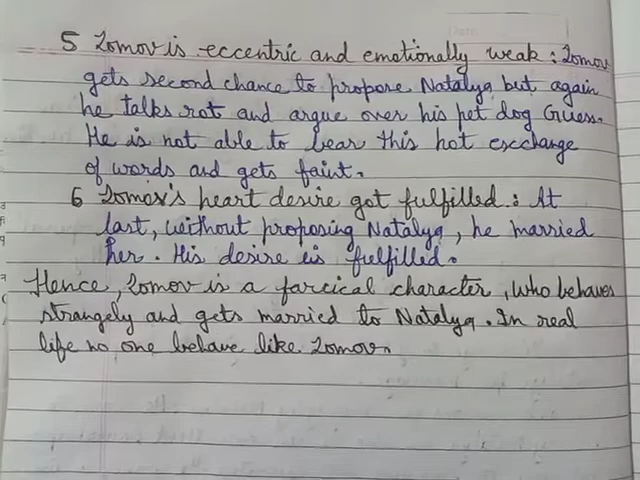 5 Lomov is eccentric and emotionally weak : Lomov
gets second chance to propose Natalya but again
he talks rot and argue over his pet dog Guess.
He is not able to bear this hot exchange
of words and gets faint.
6 Lomov's heart desire got fulfilled : At
last, without proposing Natalya, he married
her. His desire is fulfilled.
Hence, Lomov is a farcical character, who behaves
strangely and gets married to Natalya. In real
life no one behave like Lomov.